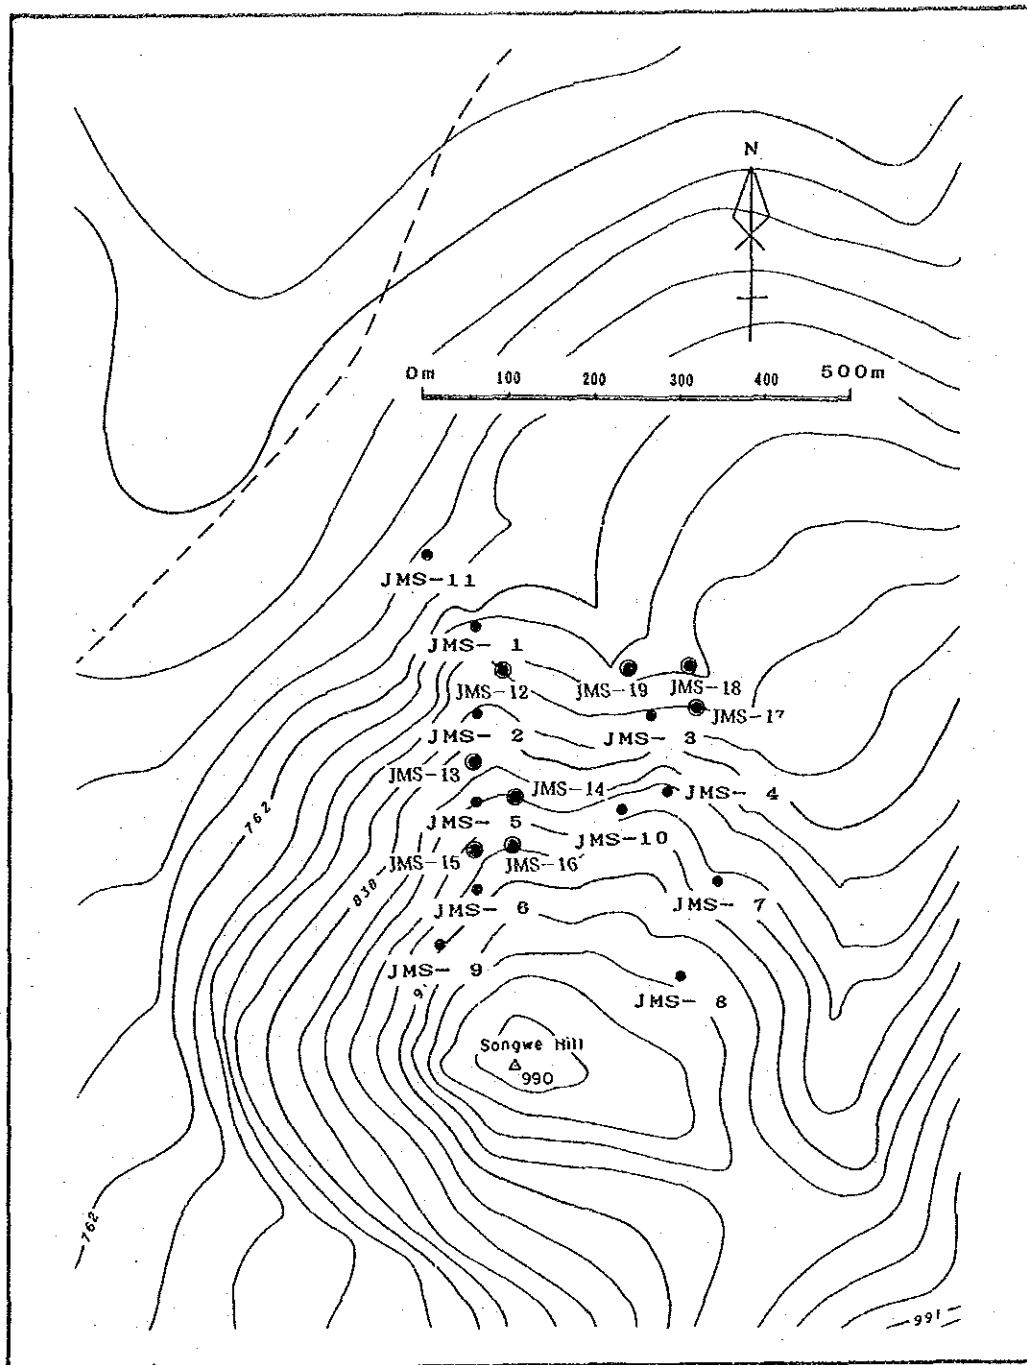 N
0m 100 200 300 400 500m
JMS-11
JMS- 1
JMS-12
JMS-19
JMS-18
JMS-17
JMS- 2
JMS- 3
JMS-13
JMS-14
JMS- 4
JMS- 5
JMS-10
762
JMS-15
JMS-16
838
JMS- 6
JMS- 7
JMS- 9
JMS- 8
Songwe Hill
990
762
991